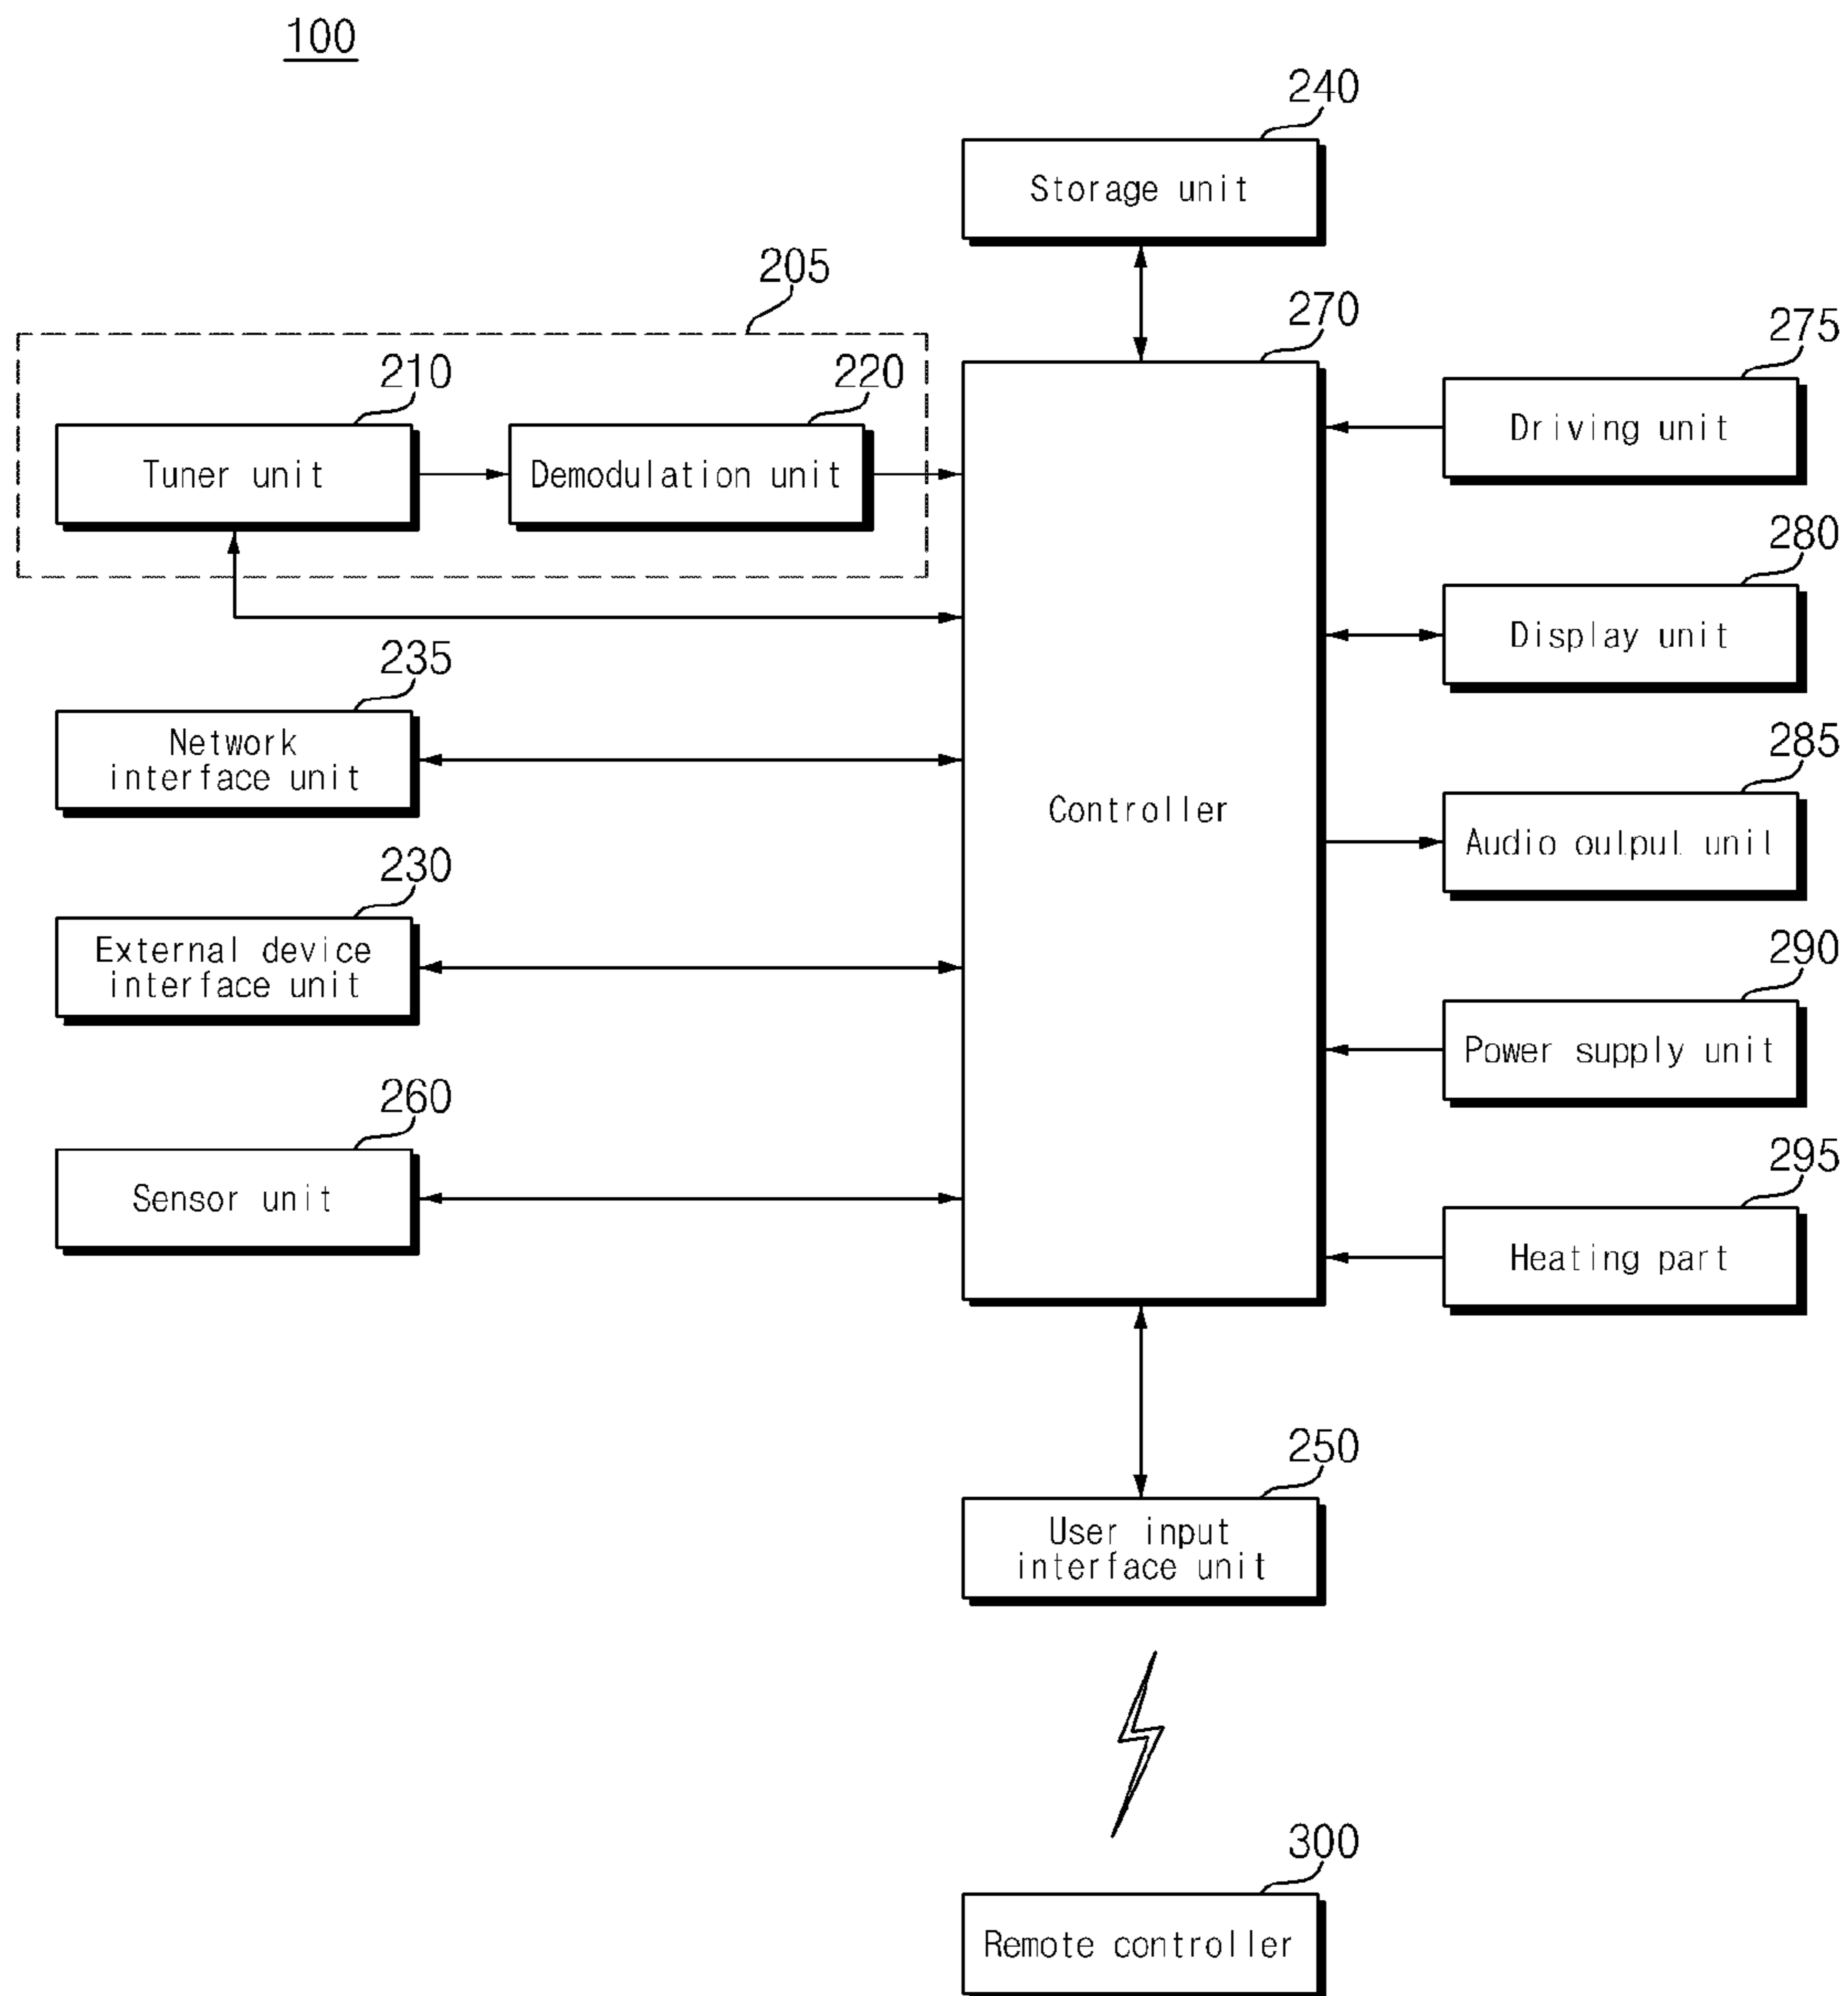 100
240
Storage unit
205
270
275
210
220
Driving unit
Tuner unit
Demodulation unit
280
Display unit
235
Network
interface unit
285
Controller
Audio oulpul unit
230
External device
interface unit
290
Power supply unit
260
Sensor unit
295
Heating part
250
User input
interface unit
300
Remote controller